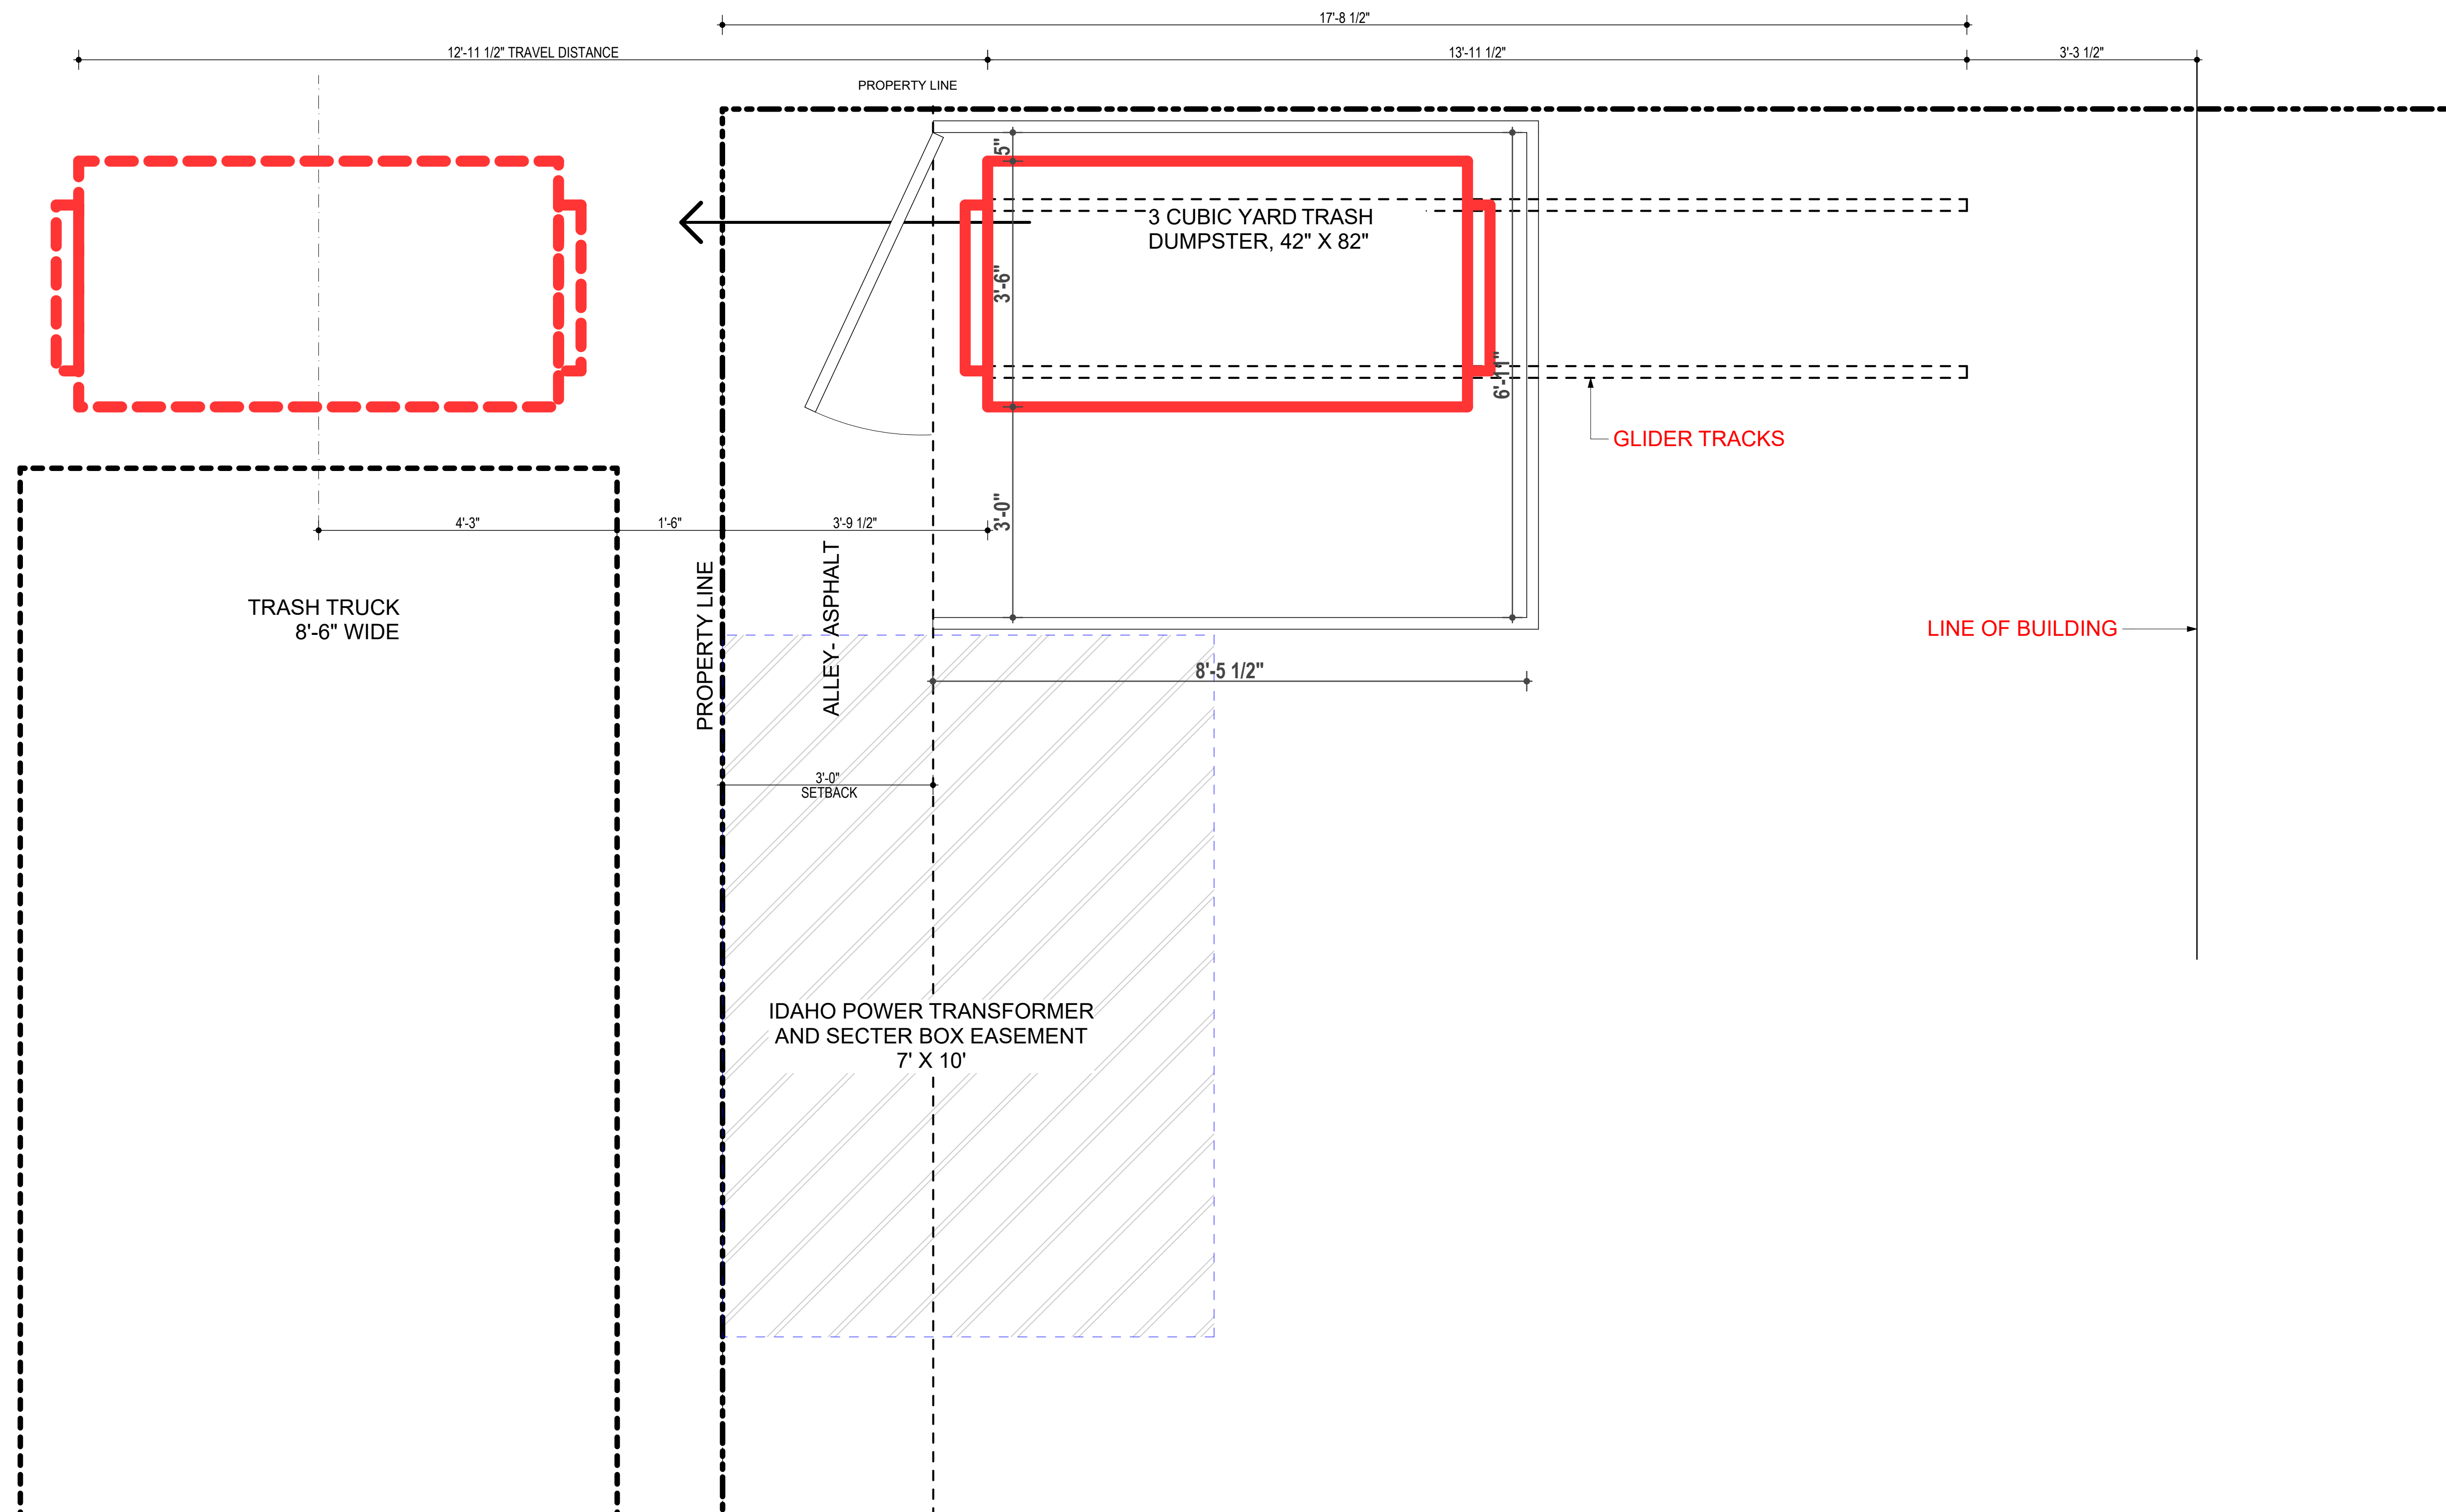 17'-8 1/2"
12'-11 1/2" TRAVEL DISTANCE
13'-11 1/2"
3'-3 1/2"
PROPERTY LINE
5"
3 CUBIC YARD TRASH
DUMPSTER, 42" X 82"
3'-6"
6'-11"
GLIDER TRACKS
3'-0"
4'-3"
1'-6"
3'-9 1/2"
PROPERTY LINE
ALLEY- ASPHALT
TRASH TRUCK
8'-6" WIDE
LINE OF BUILDING
8'-5 1/2"
3'-0"
SETBACK
IDAHO POWER TRANSFORMER
AND SECTER BOX EASEMENT
7' X 10'